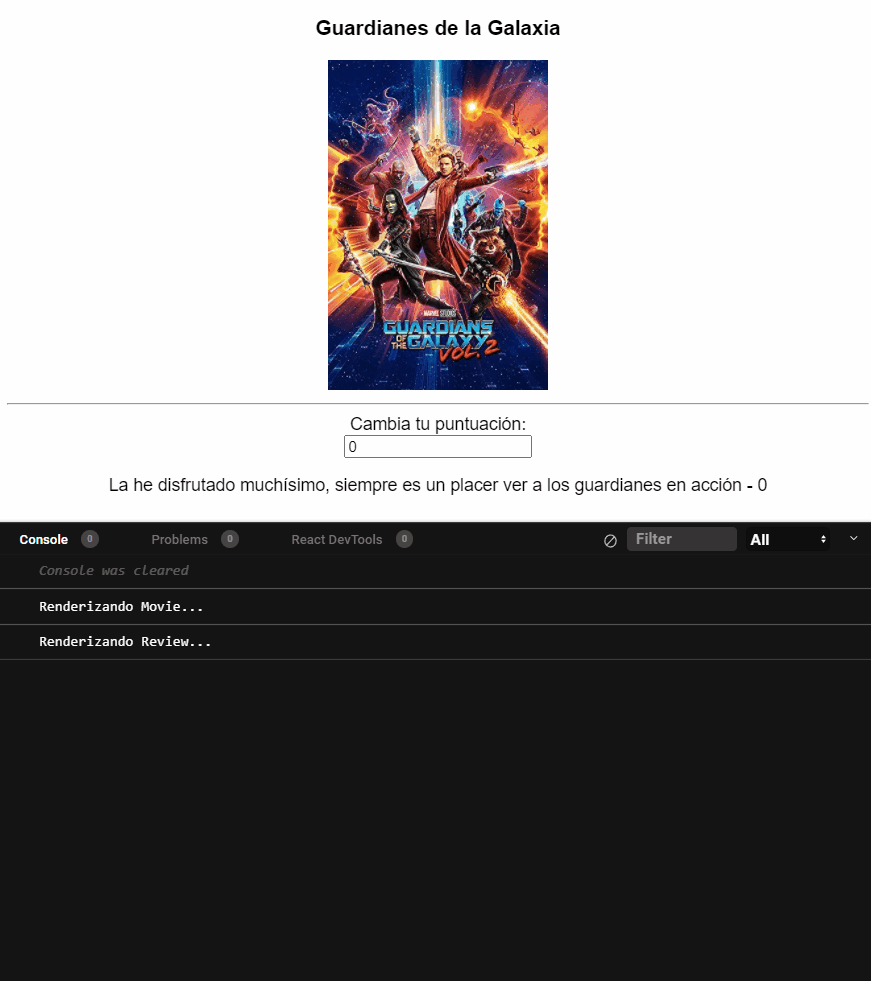 Guardianes de la Galaxia
MARVEL STUDIOS
GUARDIANS
OF THE GALAXY
VOL. 2
Cambia tu puntuación:
0
La he disfrutado muchísimo, siempre es un placer ver a los guardianes en acción - 0
Console 0 Problems 0 React DevTools 0 Filter All
Console was cleared
Renderizando Movie...
Renderizando Review...